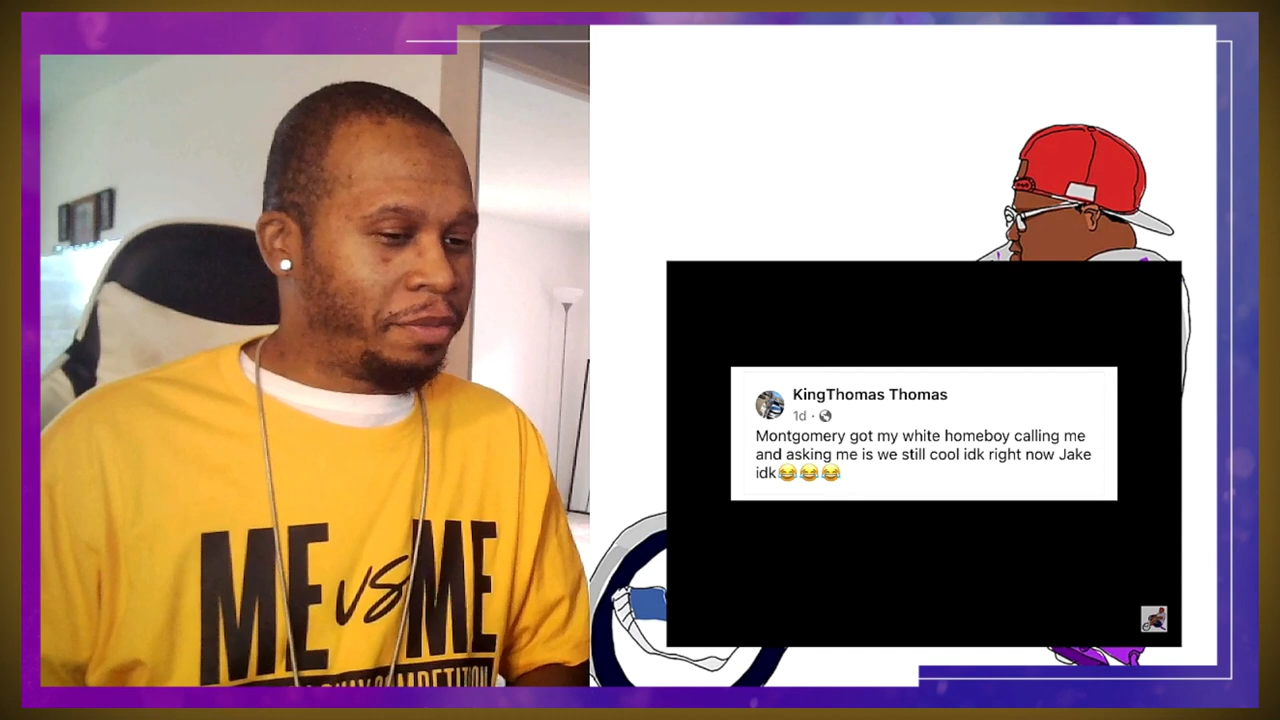 ME vs ME
KingThomas Thomas
1d ·
Montgomery got my white homeboy calling me
and asking me is we still cool idk right now Jake
idk😂😂😂